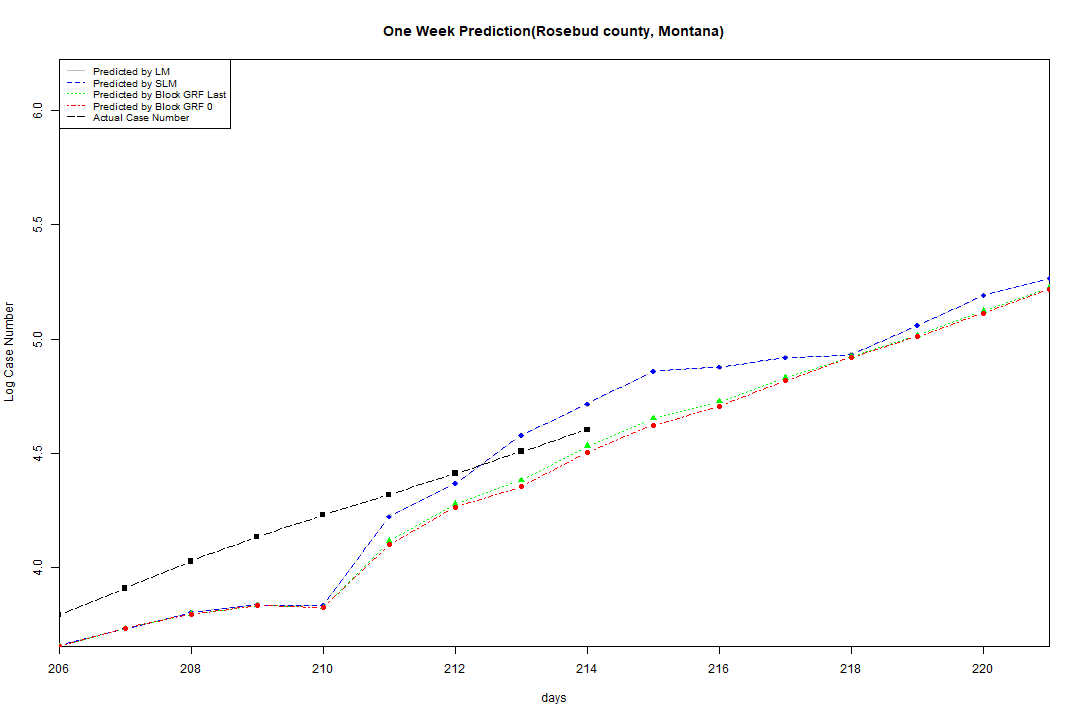 One Week Prediction(Rosebud county, Montana)
Predicted by LM
Predicted by SLM
Predicted by Block GRF Last
Predicted by Block GRF 0
Actual Case Number
6.0
5.5
5.0
4.5
4.0
Log Case Number
206 208 210 212 214 216 218 220
days